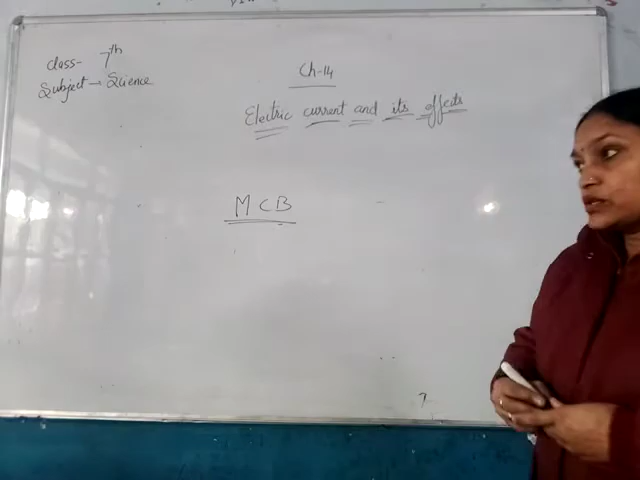 class- 7th
Subject → Science
Ch-14
Electric current and its effects
MCB